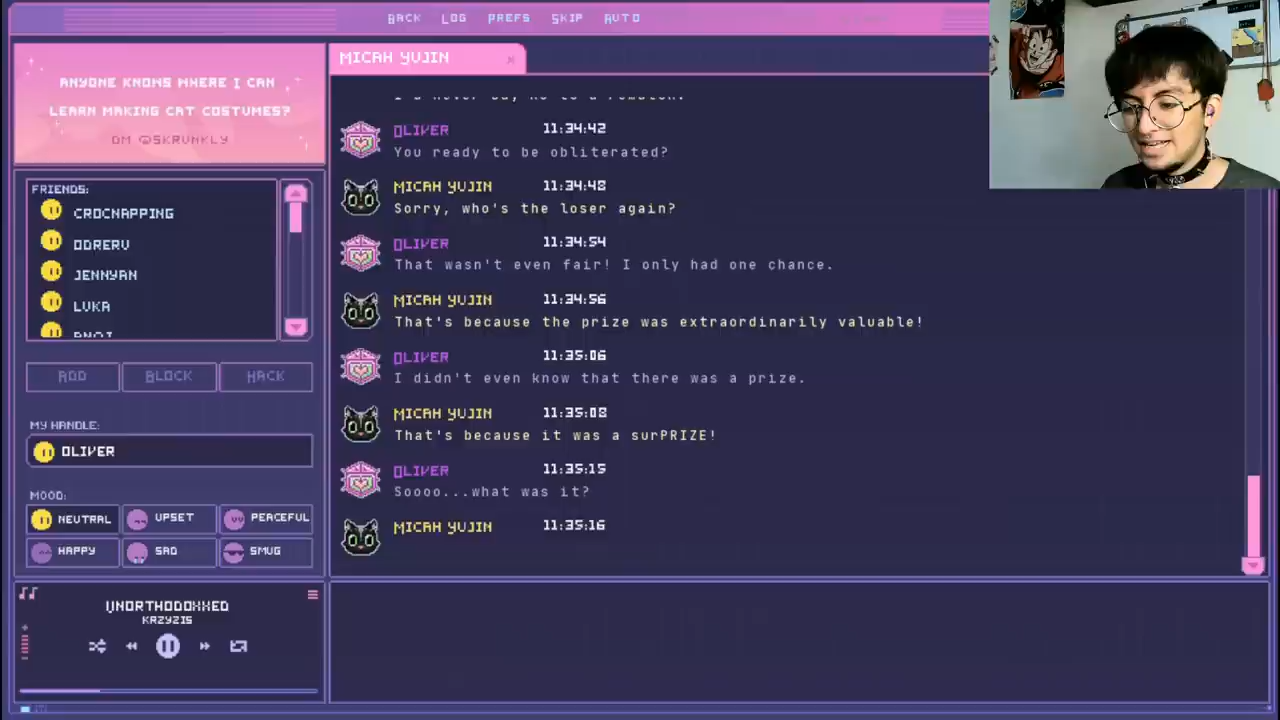 BACK LOG PREFS SKIP AUTO
ANYONE KNOWS WHERE I CAN
LEARN MAKING CAT COSTUMES?
DM @SKRUNKLY
FRIENDS:
CROCNAPPING
ODRERU
JENNYAN
LUKA
ADD BLOCK HACK
MY HANDLE:
OLIVER
MOOD:
NEUTRAL UPSET PEACEFUL
HAPPY SAD SMUG
UNORTHODOXXED
KRZYZIS
MICAH YUJIN
OLIVER 11:34:42
You ready to be obliterated?
MICAH YUJIN 11:34:48
Sorry, who's the loser again?
OLIVER 11:34:54
That wasn't even fair! I only had one chance.
MICAH YUJIN 11:34:56
That's because the prize was extraordinarily valuable!
OLIVER 11:35:06
I didn't even know that there was a prize.
MICAH YUJIN 11:35:08
That's because it was a surPRIZE!
OLIVER 11:35:15
Soooo...what was it?
MICAH YUJIN 11:35:16